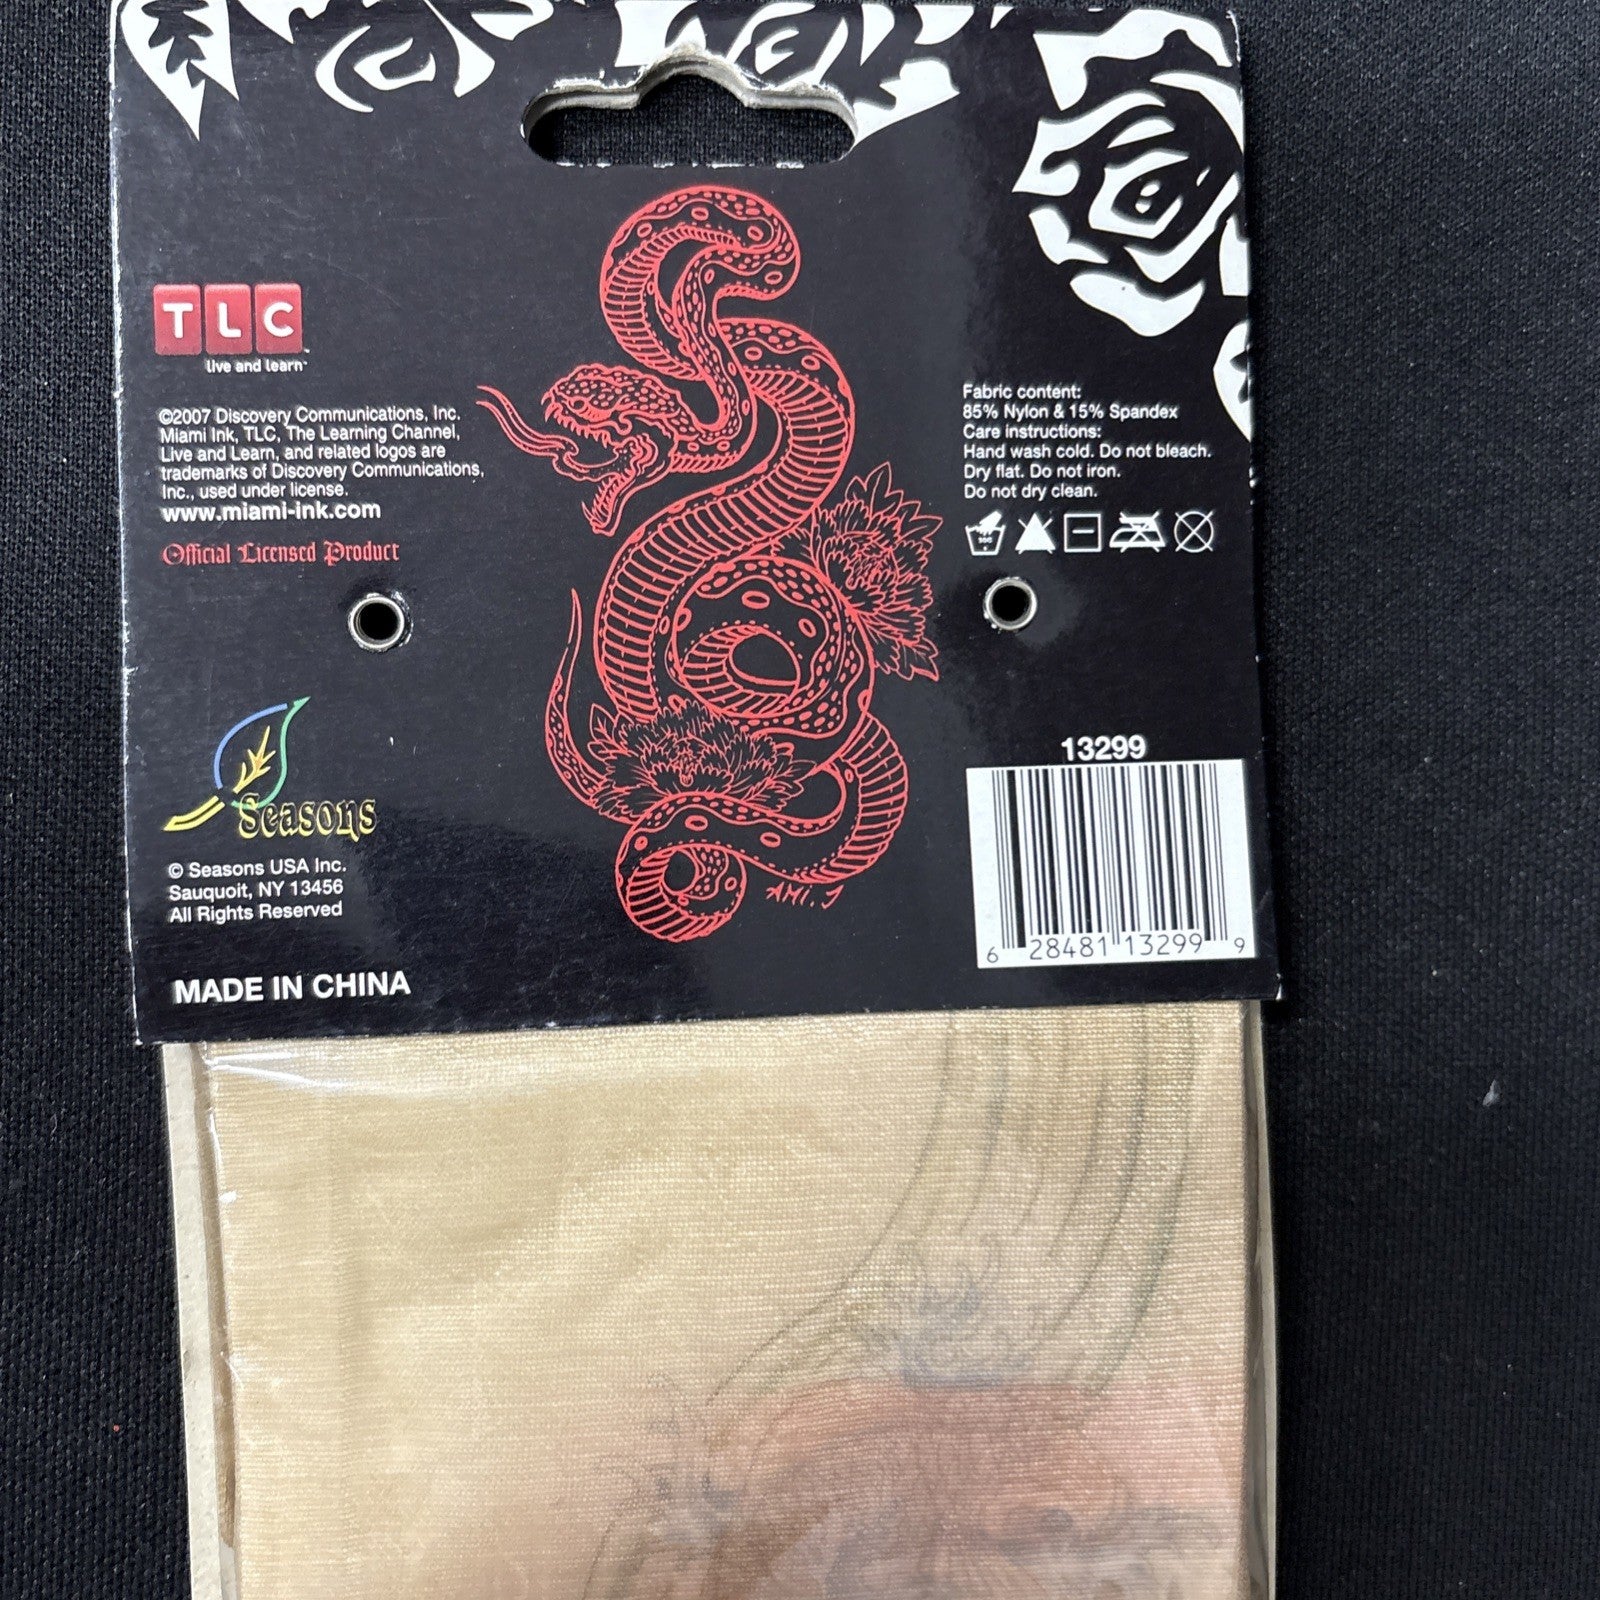 TLC
live and learn™
©2007 Discovery Communications, Inc.
Miami Ink, TLC, The Learning Channel,
Live and Learn, and related logos are
trademarks of Discovery Communications,
Inc., used under license.
www.miami-ink.com
Official Licensed Product
Seasons
© Seasons USA Inc.
Sauquoit, NY 13456
All Rights Reserved
MADE IN CHINA
AMi.J
Fabric content:
85% Nylon & 15% Spandex
Care instructions:
Hand wash cold. Do not bleach.
Dry flat. Do not iron.
Do not dry clean.
13299
6 28481 13299 9